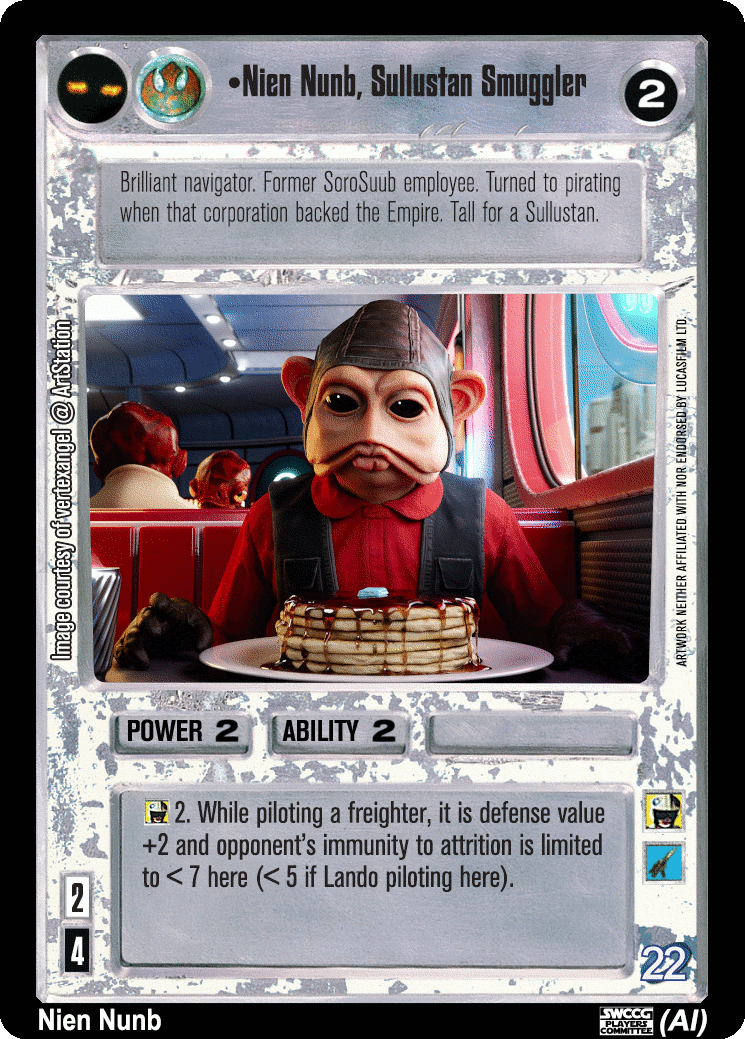 •Nien Nunb, Sullustan Smuggler
2
Brilliant navigator. Former SoroSuub employee. Turned to pirating
when that corporation backed the Empire. Tall for a Sullustan.
Image courtesy of vertexangel @ ArtStation
ARTWORK NEITHER AFFILIATED WITH NOR ENDORSED BY LUCASFILM LTD.
POWER 2
ABILITY 2
2. While piloting a freighter, it is defense value
+2 and opponent's immunity to attrition is limited
to < 7 here (< 5 if Lando piloting here).
2
4
22
Nien Nunb
SWCCG
PLAYERS
COMMITTEE
(AI)